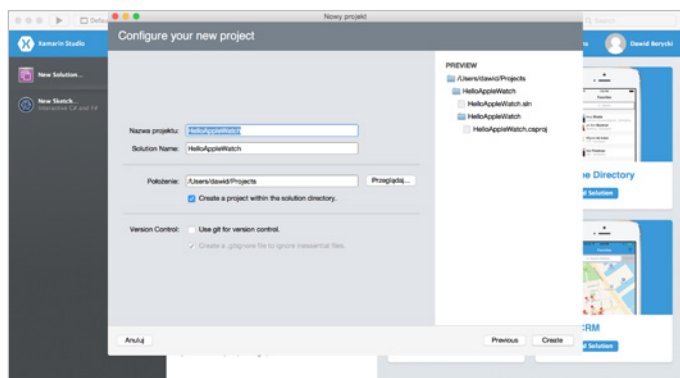 Nowy projekt
Defau
Search
Xamarin Studio
Dawid Borycki
Configure your new project
New Solution...
New Sketch...
Interactive C# and F#
PREVIEW
/Users/dawid/Projects
HelloAppleWatch
HelloAppleWatch.sln
HelloAppleWatch
HelloAppleWatch.csproj
Nazwa projektu: HelloAppleWatch
Solution Name: HelloAppleWatch
Położenie: /Users/dawid/Projects Przeglądaj...
Create a project within the solution directory.
Version Control: Use git for version control.
Create a .gitignore file to ignore inessential files.
e Directory
d Solution
CRM
d Solution
Anuluj Previous Create